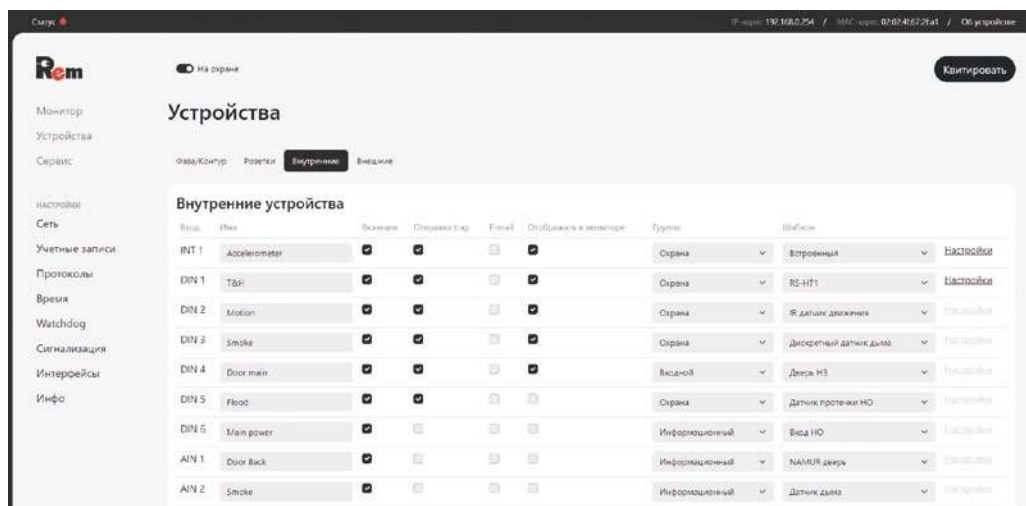 Статус IP-адрес: 192.168.0.254 / MAC-адрес: 02:02:4f:67:2f:a1 / Об устройстве
Rem
На охране
Квитировать
Монитор
Устройства
Сервис
НАСТРОЙКИ
Сеть
Учетные записи
Протоколы
Время
Watchdog
Сигнализация
Интерфейсы
Инфо
Устройства
Фаза/Контур Розетки Внутренние Внешние
Внутренние устройства
Вход Имя Включен Отправка trap E-mail Отображать в мониторе Группа Шаблон
INT 1 Accelerometer Охрана Встроенный Настройки
DIN 1 T&H Охрана RS-HT1 Настройки
DIN 2 Motion Охрана IR датчик движения Настройки
DIN 3 Smoke Охрана Дискретный датчик дыма Настройки
DIN 4 Door main Входной Дверь НЗ Настройки
DIN 5 Flood Охрана Датчик протечки НО Настройки
DIN 6 Main power Информационный Вход НО Настройки
AIN 1 Door Back Информационный NAMUR дверь Настройки
AIN 2 Smoke Информационный Датчик дыма Настройки